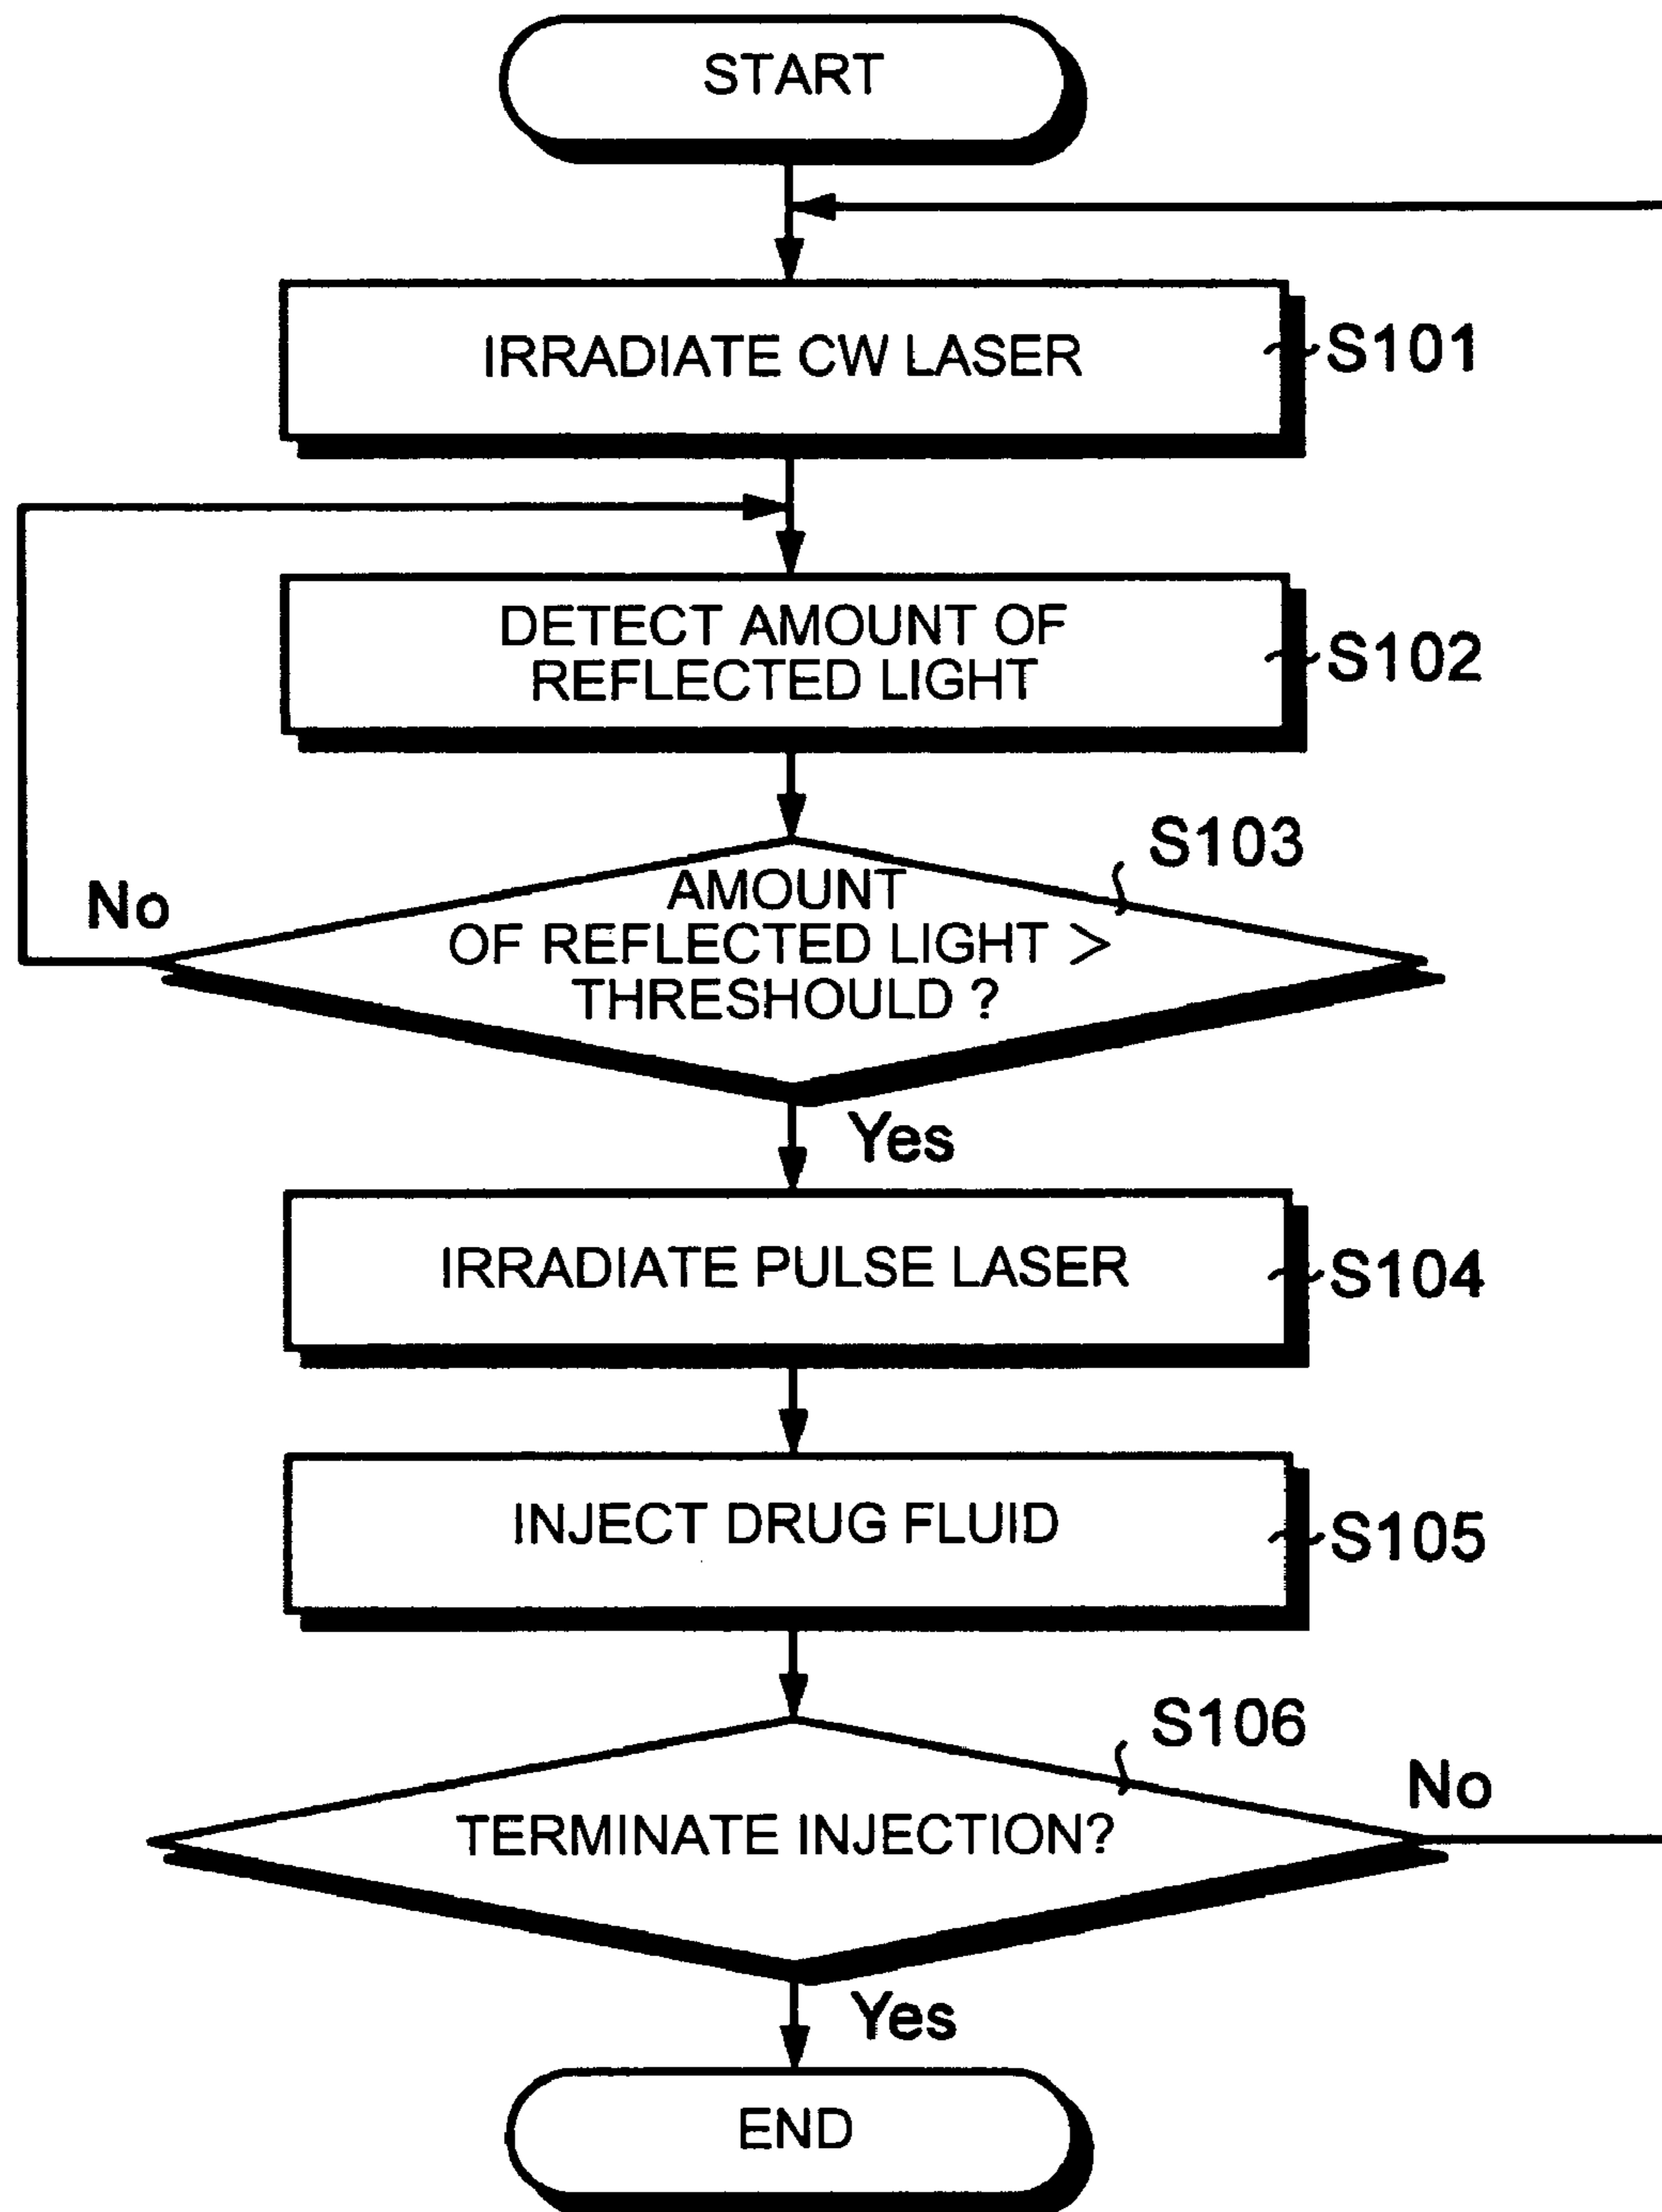 START
IRRADIATE CW LASER
S101
DETECT AMOUNT OF
REFLECTED LIGHT
S102
S103
AMOUNT
OF REFLECTED LIGHT >
THRESHOULD ?
No
Yes
IRRADIATE PULSE LASER
S104
INJECT DRUG FLUID
S105
S106
TERMINATE INJECTION?
No
Yes
END